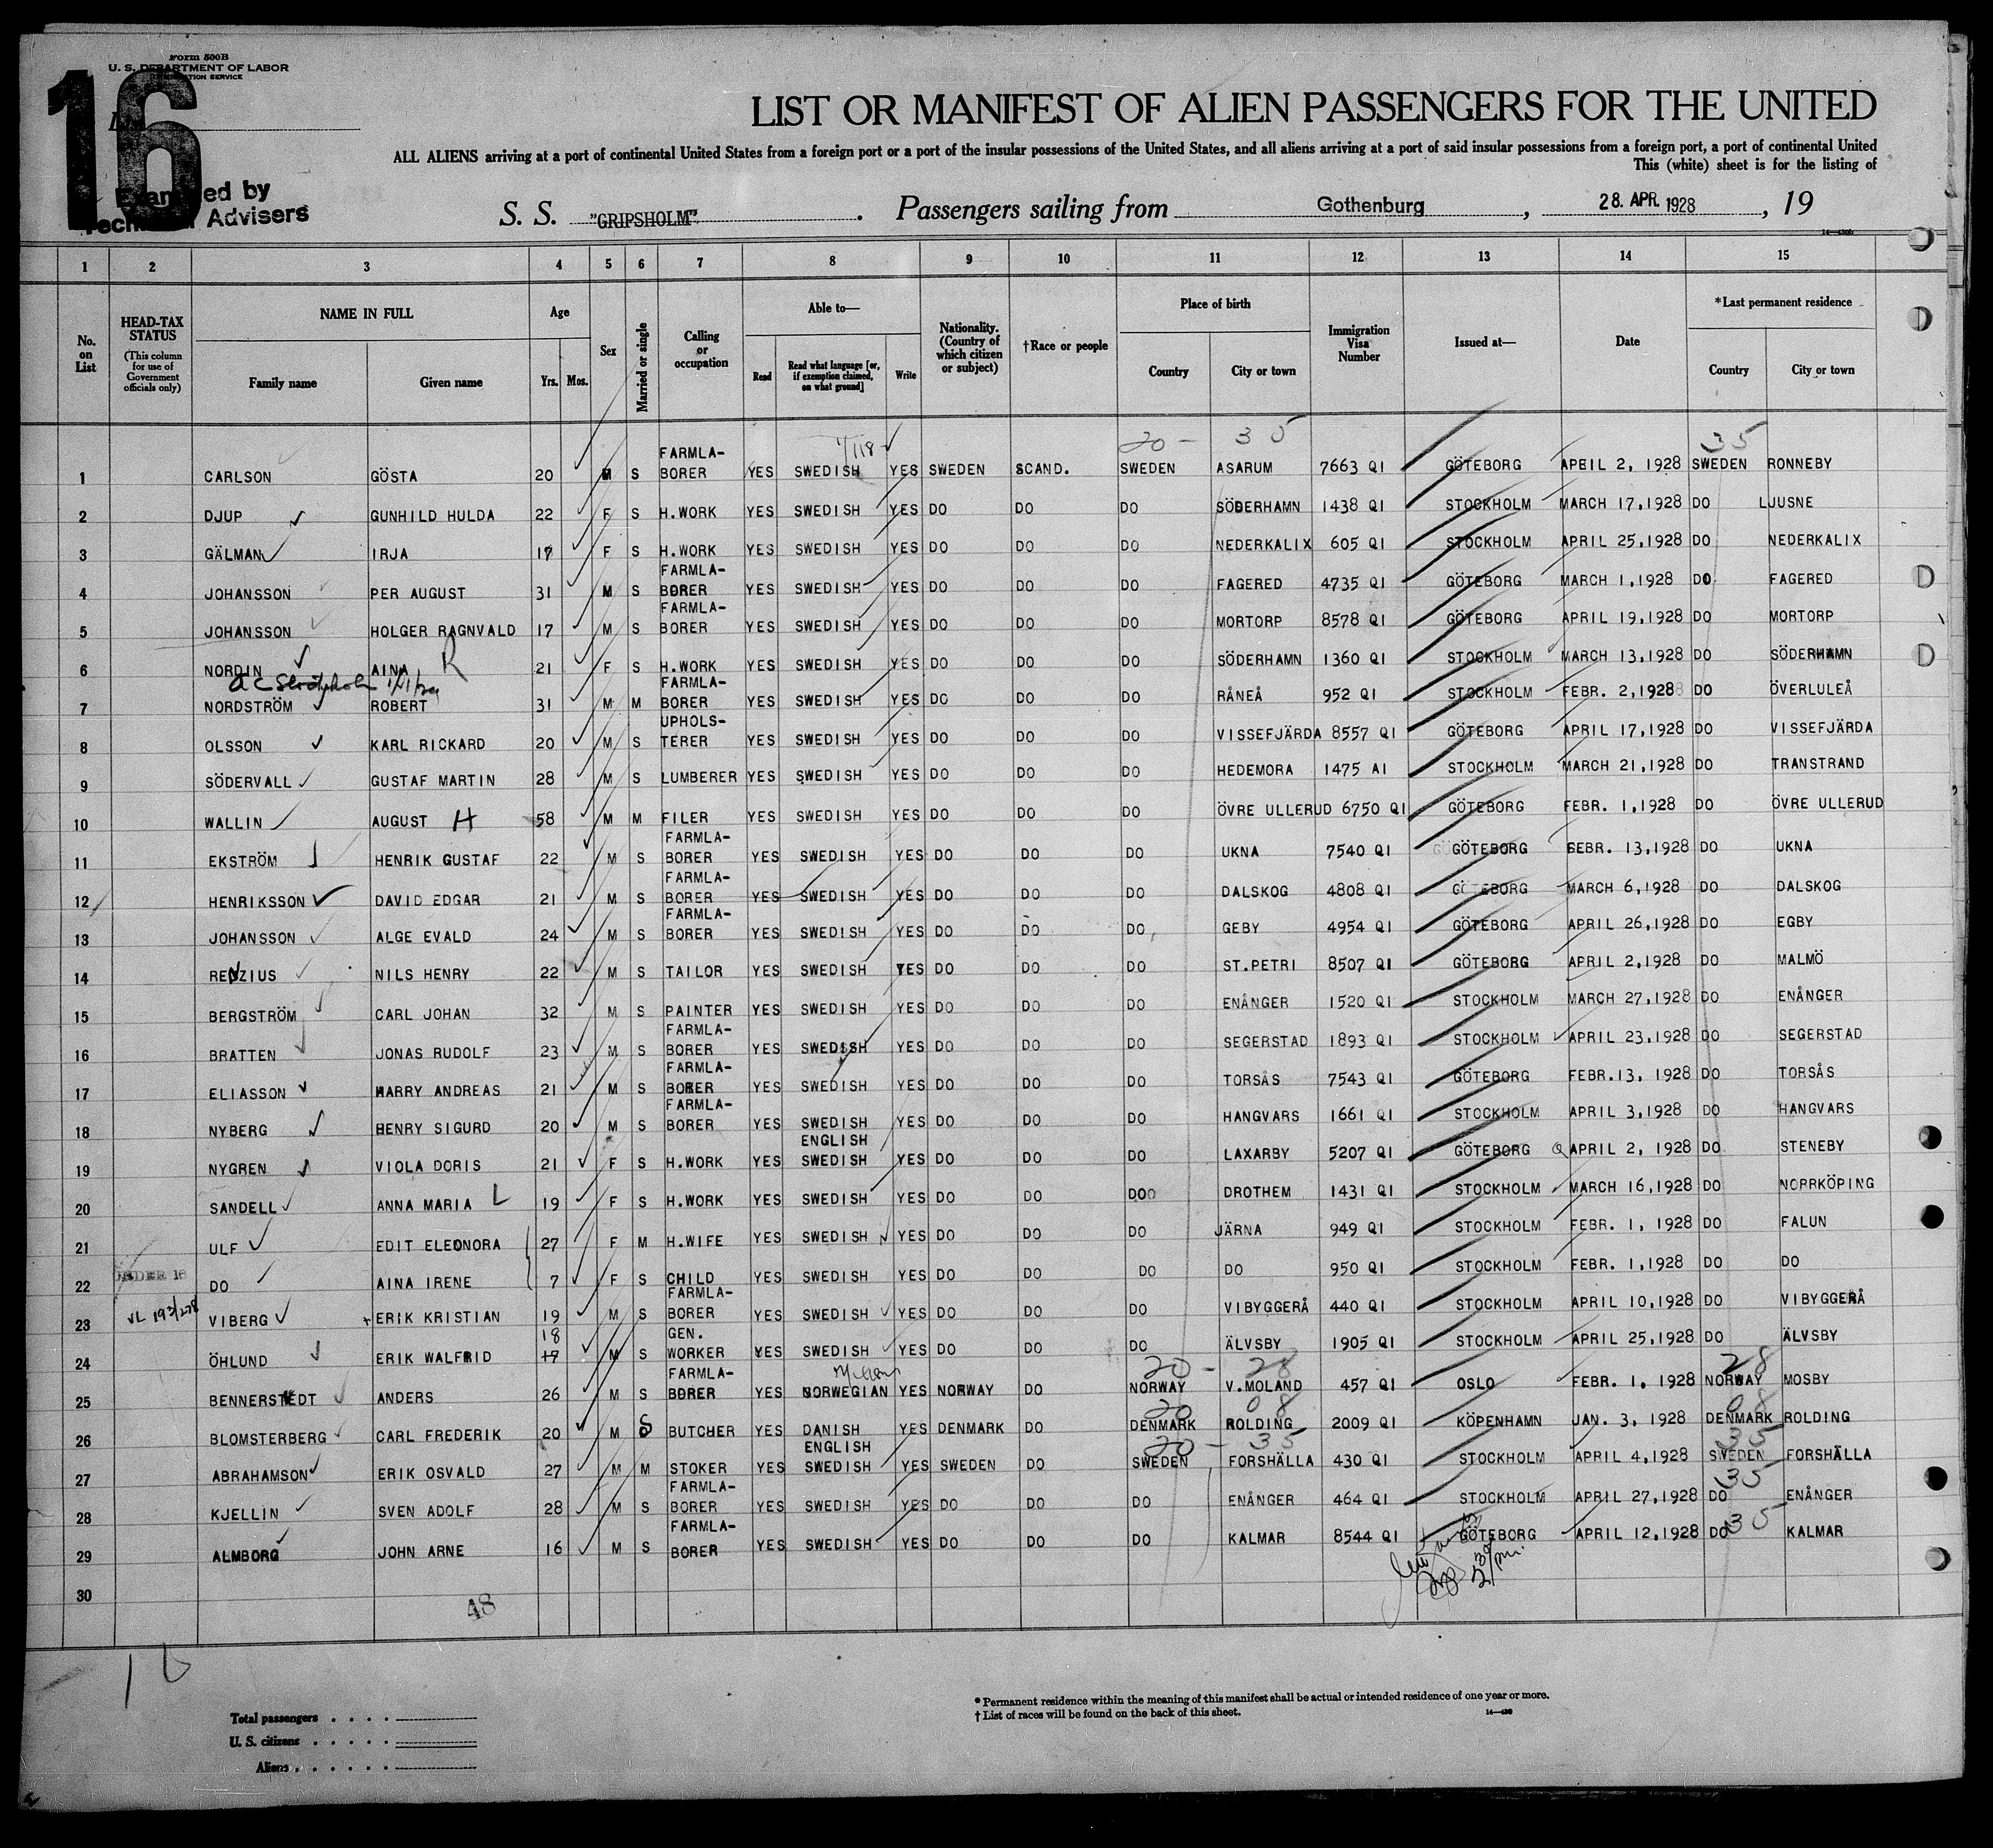 Form 500B
U. S. DEPARTMENT OF LABOR
IMMIGRATION SERVICE
16
Examined by
Technical Advisers
LIST OR MANIFEST OF ALIEN PASSENGERS FOR THE UNITED
ALL ALIENS arriving at a port of continental United States from a foreign port or a port of the insular possessions of the United States, and all aliens arriving at a port of said insular possessions from a foreign port, a port of continental United
This (white) sheet is for the listing of
S. S. "GRIPSHOLM". Passengers sailing from Gothenburg, 28. APR. 1928, 19
1 2 3 4 5 6 7 8 9 10 11 12 13 14 15
No. on List HEAD-TAX STATUS (This column for use of Government officials only) NAME IN FULL Family name Given name Age Yrs. Mos. Sex Married or single Calling or occupation Able to— Read Read what language [or, if exemption claimed, on what ground] Write Nationality. (Country of which citizen or subject) †Race or people Place of birth Country City or town Immigration Visa Number Issued at— Date *Last permanent residence Country City or town
20 - 35 35
1 CARLSON GÖSTA 20 M S FARMLA-BORER YES SWEDISH YES SWEDEN SCAND. SWEDEN ASARUM 7663 QI GÖTEBORG APRIL 2, 1928 SWEDEN RONNEBY
2 DJUP GUNHILD HULDA 22 F S H.WORK YES SWEDISH YES DO DO DO SÖDERHAMN 1438 QI STOCKHOLM MARCH 17,1928 DO LJUSNE
3 GÄLMAN IRJA 17 F S H.WORK YES SWEDISH YES DO DO DO NEDERKALIX 605 QI STOCKHOLM APRIL 25,1928 DO NEDERKALIX
4 JOHANSSON PER AUGUST 31 M S FARMLA-BORER YES SWEDISH YES DO DO DO FAGERED 4735 QI GÖTEBORG MARCH 1,1928 DO FAGERED
5 JOHANSSON HOLGER RAGNVALD 17 M S FARMLA-BORER YES SWEDISH YES DO DO DO MORTORP 8578 QI GÖTEBORG APRIL 19,1928 DO MORTORP
6 NORDIN AINA R 21 F S H.WORK YES SWEDISH YES DO DO DO SÖDERHAMN 1360 QI STOCKHOLM MARCH 13,1928 DO SÖDERHAMN
7 NORDSTRÖM ROBERT 31 M M FARMLA-BORER YES SWEDISH YES DO DO DO RÅNEÅ 952 QI STOCKHOLM FEBR. 2,1928 DO ÖVERLULEÅ
8 OLSSON KARL RICKARD 20 M S UPHOLS-TERER YES SWEDISH YES DO DO DO VISSEFJÄRDA 8557 QI GÖTEBORG APRIL 17,1928 DO VISSEFJÄRDA
9 SÖDERVALL GUSTAF MARTIN 28 M S LUMBERER YES SWEDISH YES DO DO DO HEDEMORA 1475 AI STOCKHOLM MARCH 21,1928 DO TRANSTRAND
10 WALLIN AUGUST H 58 M M FILER YES SWEDISH YES DO DO DO ÖVRE ULLERUD 6750 QI GÖTEBORG FEBR. 1,1928 DO ÖVRE ULLERUD
11 EKSTRÖM HENRIK GUSTAF 22 M S FARMLA-BORER YES SWEDISH YES DO DO DO UKNA 7540 QI GÖTEBORG FEBR. 13,1928 DO UKNA
12 HENRIKSSON DAVID EDGAR 21 M S FARMLA-BORER YES SWEDISH YES DO DO DO DALSKOG 4808 QI GÖTEBORG MARCH 6,1928 DO DALSKOG
13 JOHANSSON ALGE EVALD 24 M S FARMLA-BORER YES SWEDISH YES DO DO DO GEBY 4954 QI GÖTEBORG APRIL 26,1928 DO EGBY
14 RENZIUS NILS HENRY 22 M S TAILOR YES SWEDISH YES DO DO DO ST.PETRI 8507 QI GÖTEBORG APRIL 2,1928 DO MALMÖ
15 BERGSTRÖM CARL JOHAN 32 M S PAINTER YES SWEDISH YES DO DO DO ENÅNGER 1520 QI STOCKHOLM MARCH 27,1928 DO ENÅNGER
16 BRATTEN JONAS RUDOLF 23 M S FARMLA-BORER YES SWEDISH YES DO DO DO SEGERSTAD 1893 QI STOCKHOLM APRIL 23,1928 DO SEGERSTAD
17 ELIASSON HARRY ANDREAS 21 M S FARMLA-BORER YES SWEDISH YES DO DO DO TORSÅS 7543 QI GÖTEBORG FEBR.13, 1928 DO TORSÅS
18 NYBERG HENRY SIGURD 20 M S FARMLA-BORER YES SWEDISH YES DO DO DO HANGVARS 1661 QI STOCKHOLM APRIL 3,1928 DO HANGVARS
19 NYGREN VIOLA DORIS 21 F S H.WORK YES ENGLISH SWEDISH YES DO DO DO LAXARBY 5207 QI GÖTEBORG APRIL 2, 1928 DO STENEBY
20 SANDELL ANNA MARIA L 19 F S H.WORK YES SWEDISH YES DO DO DO DROTHEM 1431 QI STOCKHOLM MARCH 16,1928 DO NORRKÖPING
21 ULF EDIT ELEONORA 27 F M H.WIFE YES SWEDISH YES DO DO DO JÄRNA 949 QI STOCKHOLM FEBR. 1, 1928 DO FALUN
22 UNDER 16 DO AINA IRENE 7 F S CHILD YES SWEDISH YES DO DO DO DO 950 QI STOCKHOLM FEBR. 1,1928 DO DO
23 VIBERG ERIK KRISTIAN 19 M S FARMLA-BORER YES SWEDISH YES DO DO DO VIBYGGERÅ 440 QI STOCKHOLM APRIL 10,1928 DO VIBYGGERÅ
24 ÖHLUND ERIK WALFRID 18 17 M S GEN. WORKER YES SWEDISH YES DO DO DO ÄLVSBY 1905 QI STOCKHOLM APRIL 25,1928 DO ÄLVSBY
20 - 28 28
25 BENNERSTEDT ANDERS 26 M S FARMLA-BORER YES NORWEGIAN YES NORWAY DO NORWAY V.MOLAND 457 QI OSLO FEBR. 1, 1928 NORWAY MOSBY
20 08 08
26 BLOMSTERBERG CARL FREDERIK 20 M S BUTCHER YES DANISH YES DENMARK DO DENMARK ROLDING 2009 QI KÖPENHAMN JAN. 3, 1928 DENMARK ROLDING
20 - 35 35
27 ABRAHAMSON ERIK OSVALD 27 M M STOKER YES ENGLISH SWEDISH YES SWEDEN DO SWEDEN FORSHÄLLA 430 QI STOCKHOLM APRIL 4,1928 SWEDEN FORSHÄLLA
35
28 KJELLIN SVEN ADOLF 28 M S FARMLA-BORER YES SWEDISH YES DO DO DO ENÅNGER 464 QI STOCKHOLM APRIL 27,1928 DO ENÅNGER
35
29 ALMBORG JOHN ARNE 16 M S FARMLA-BORER YES SWEDISH YES DO DO DO KALMAR 8544 QI GÖTEBORG APRIL 12,1928 DO KALMAR
30
48
16
* Permanent residence within the meaning of this manifest shall be actual or intended residence of one year or more.
† List of races will be found on the back of this sheet.
Total passengers
U. S. citizens
Aliens